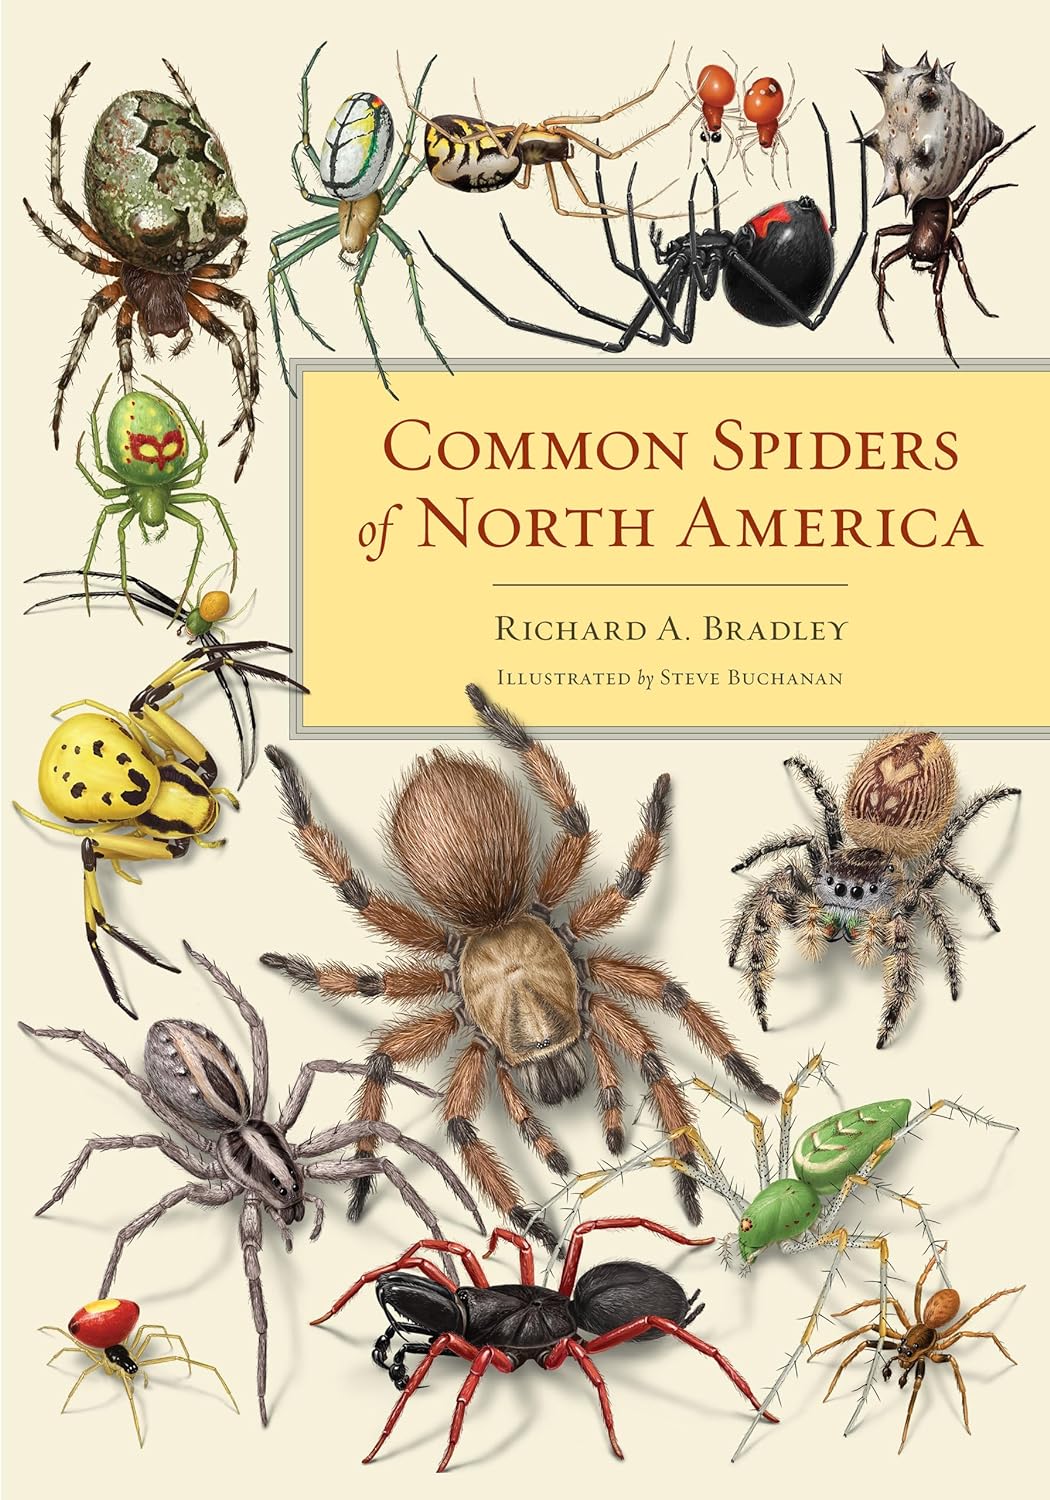 Common Spiders
of North America
Richard A. Bradley
Illustrated by Steve Buchanan